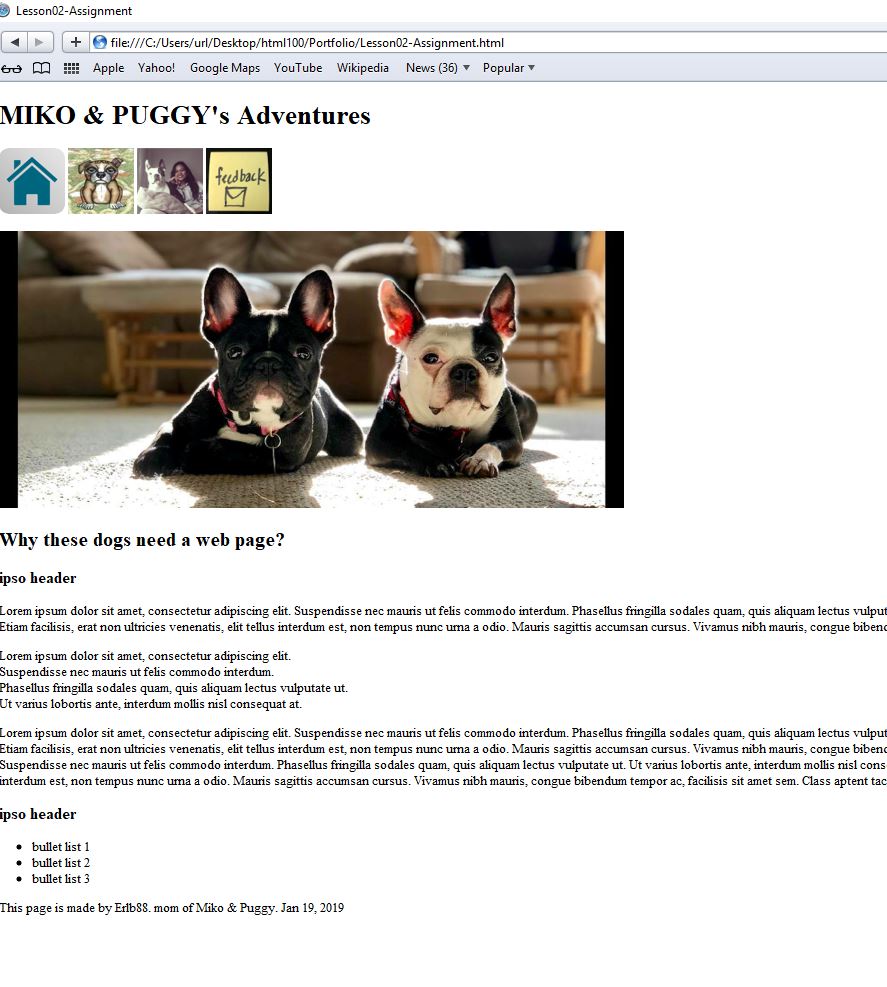 Lesson02-Assignment
file:///C:/Users/url/Desktop/html100/Portfolio/Lesson02-Assignment.html
Apple Yahoo! Google Maps YouTube Wikipedia News (36) Popular
MIKO & PUGGY's Adventures
feedback
Why these dogs need a web page?
ipso header
Lorem ipsum dolor sit amet, consectetur adipiscing elit. Suspendisse nec mauris ut felis commodo interdum. Phasellus fringilla sodales quam, quis aliquam lectus vulput
Etiam facilisis, erat non ultricies venenatis, elit tellus interdum est, non tempus nunc urna a odio. Mauris sagittis accumsan cursus. Vivamus nibh mauris, congue bibend
Lorem ipsum dolor sit amet, consectetur adipiscing elit.
Suspendisse nec mauris ut felis commodo interdum.
Phasellus fringilla sodales quam, quis aliquam lectus vulputate ut.
Ut varius lobortis ante, interdum mollis nisl consequat at.
Lorem ipsum dolor sit amet, consectetur adipiscing elit. Suspendisse nec mauris ut felis commodo interdum. Phasellus fringilla sodales quam, quis aliquam lectus vulput
Etiam facilisis, erat non ultricies venenatis, elit tellus interdum est, non tempus nunc urna a odio. Mauris sagittis accumsan cursus. Vivamus nibh mauris, congue bibend
Suspendisse nec mauris ut felis commodo interdum. Phasellus fringilla sodales quam, quis aliquam lectus vulputate ut. Ut varius lobortis ante, interdum mollis nisl cons
interdum est, non tempus nunc urna a odio. Mauris sagittis accumsan cursus. Vivamus nibh mauris, congue bibendum tempor ac, facilisis sit amet sem. Class aptent tac
ipso header
• bullet list 1
• bullet list 2
• bullet list 3
This page is made by Erlb88. mom of Miko & Puggy. Jan 19, 2019